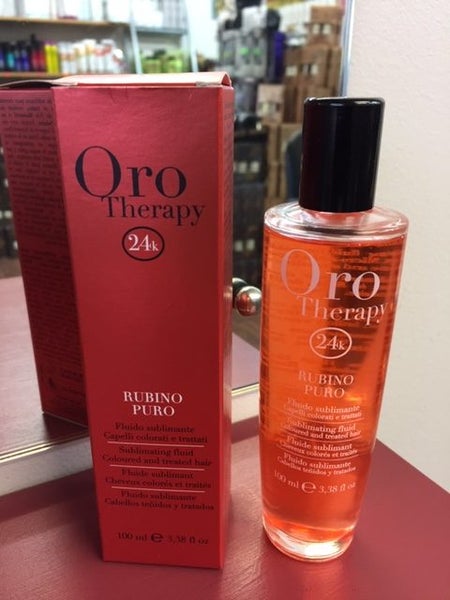 Oro
Therapy
24k
RUBINO
PURO
Fluido sublimante
Capelli colorati e trattati
Sublimating fluid
Coloured and treated hair
Fluide sublimant
Cheveux colorés et traités
Fluido sublimante
Cabellos teñidos y tratados
100 ml ℮ 3,38 fl oz
Oro
Therapy
24k
RUBINO
PURO
Fluido sublimante
Capelli colorati e trattati
Sublimating fluid
Coloured and treated hair
Fluide sublimant
Cheveux colorés et traités
Fluido sublimante
Cabellos teñidos y tratados
100 ml ℮ 3,38 fl oz